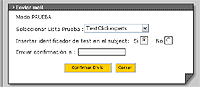 Enviar mail
Modo PRUEBA
Seleccionar Lista Prueba : TestClickexperts
Insertar identificador de test en el subject: Si No
Enviar confirmación a :
Confirmar Envío Cerrar